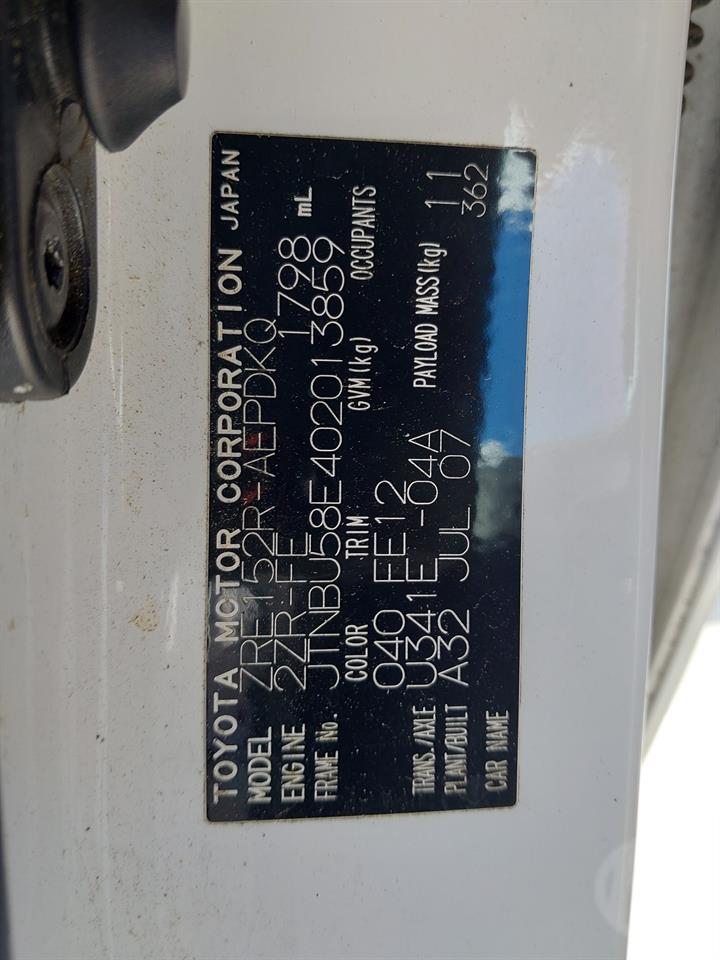 TOYOTA MOTOR CORPORATION JAPAN
MODEL ZRE152R-AEPDKQ
ENGINE 2ZR-FE 1798 mL
FRAME No. JTNBU58E402013859
COLOR TRIM GVM(kg) OCCUPANTS
040 FE12
TRANS./AXLE U341E -04A PAYLOAD MASS(kg) 11
PLANT/BUILT A32 JUL 07 362
CAR NAME